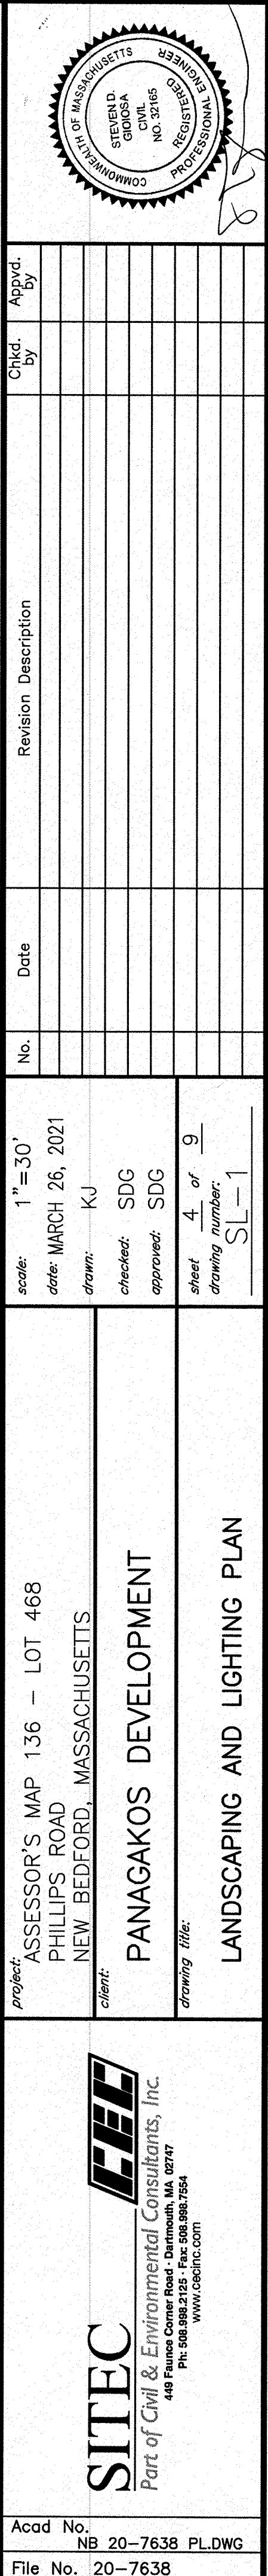 SITEC
CEC
Part of Civil & Environmental Consultants, Inc.
449 Faunce Corner Road · Dartmouth, MA 02747
Ph: 508.998.2125 · Fax: 508.998.7554
www.cecinc.com
Acad No.
NB 20-7638 PL.DWG
File No. 20-7638
project:
ASSESSOR'S MAP 136 – LOT 468
PHILLIPS ROAD
NEW BEDFORD, MASSACHUSETTS
client:
PANAGAKOS DEVELOPMENT
drawing title:
LANDSCAPING AND LIGHTING PLAN
scale: 1"=30'
date: MARCH 26, 2021
drawn: KJ
checked: SDG
approved: SDG
sheet 4 of 9
drawing number:
SL-1
No. Date Revision Description Chkd. by Appvd. by
COMMONWEALTH OF MASSACHUSETTS
STEVEN D.
GIOIOSA
CIVIL
NO. 32165
REGISTERED
PROFESSIONAL ENGINEER